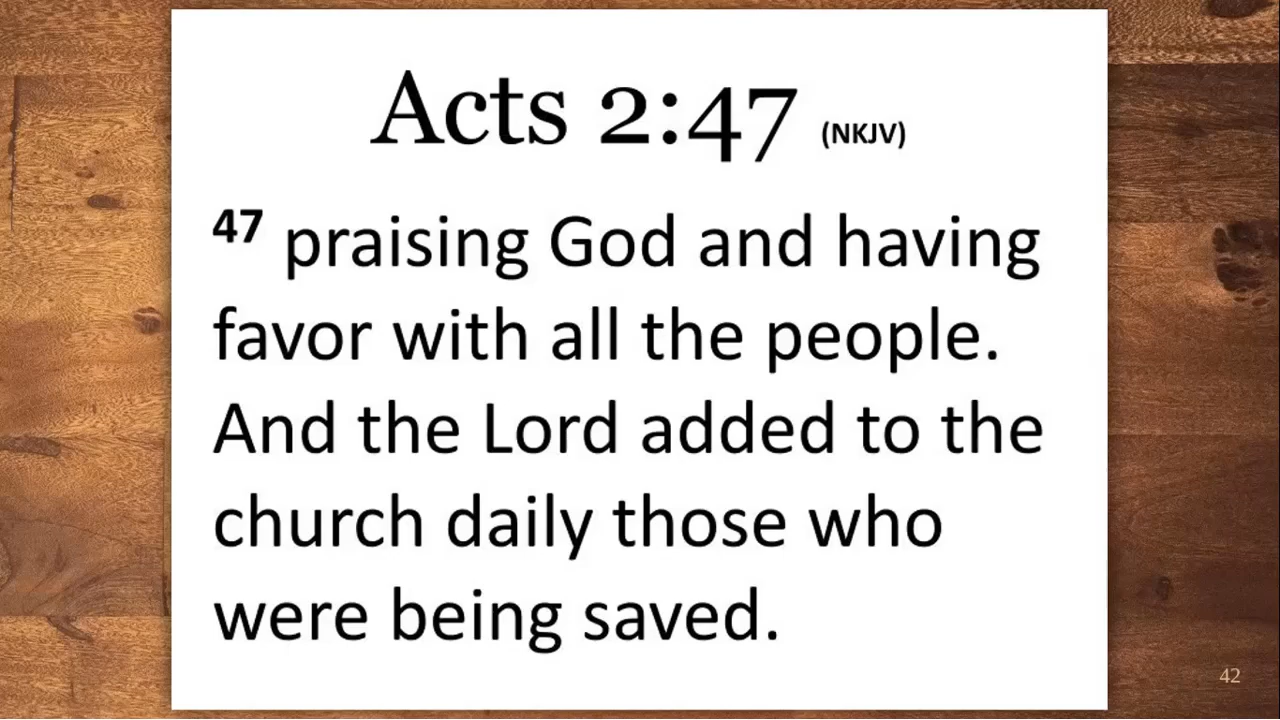 Acts 2:47 (NKJV)
47 praising God and having
favor with all the people.
And the Lord added to the
church daily those who
were being saved.
42